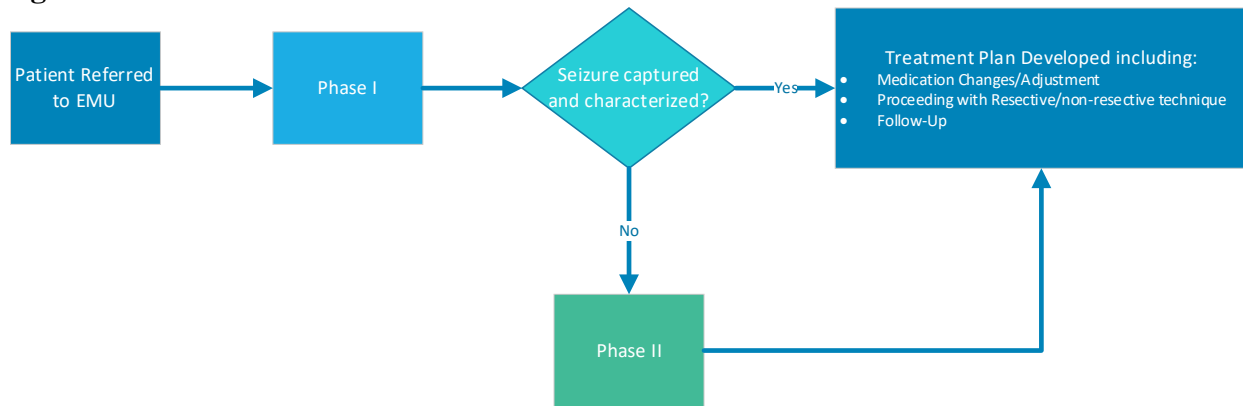 Patient Referred
to EMU
Phase I
Seizure captured
and characterized?
Yes
Treatment Plan Developed including:
• Medication Changes/Adjustment
• Proceeding with Resective/non-resective technique
• Follow-Up
No
Phase II